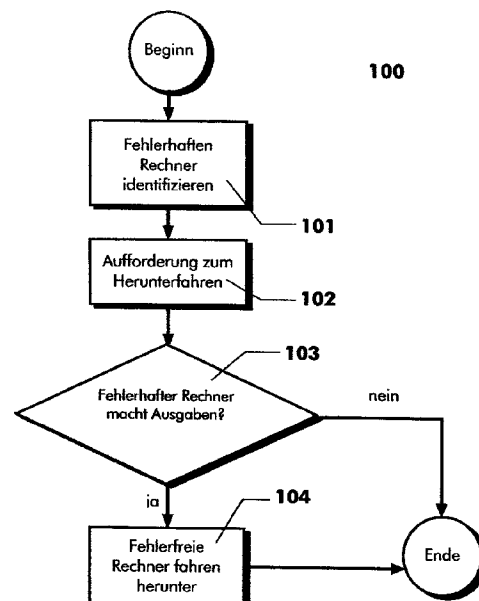 Beginn
100
Fehlerhaften
Rechner
identifizieren
101
Aufforderung zum
Herunterfahren
102
103
Fehlerhafter Rechner
macht Ausgaben?
nein
ja
104
Fehlerfreie
Rechner fahren
herunter
Ende